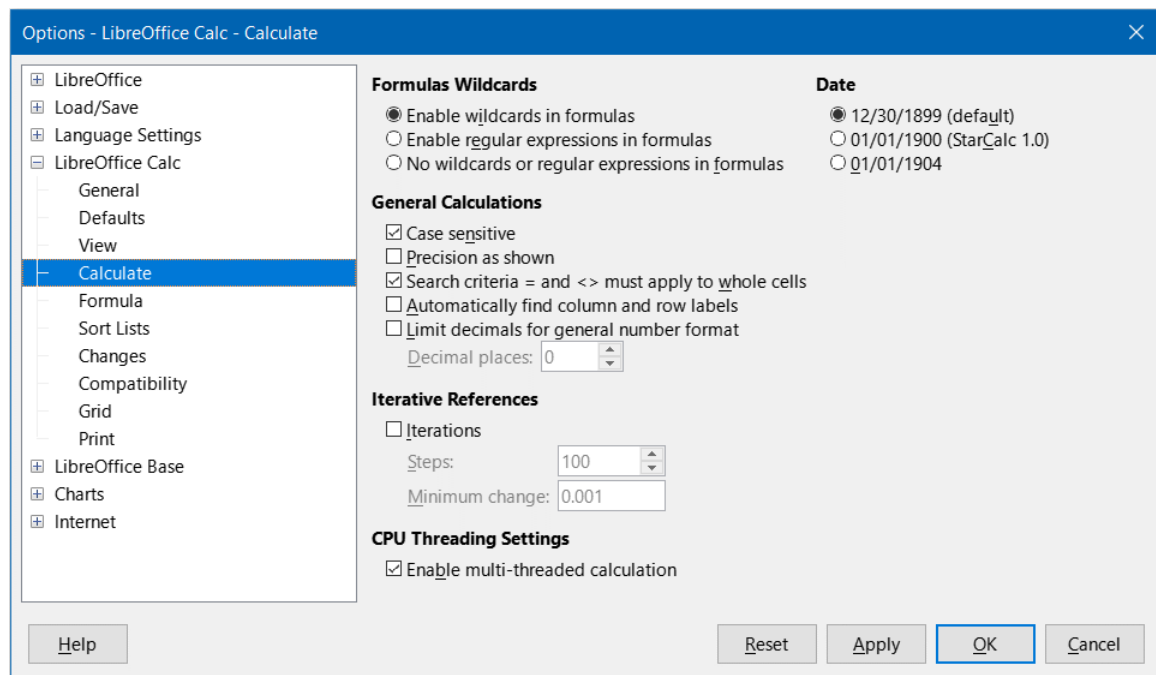 Options - LibreOffice Calc - Calculate
LibreOffice
Load/Save
Language Settings
LibreOffice Calc
General
Defaults
View
Calculate
Formula
Sort Lists
Changes
Compatibility
Grid
Print
LibreOffice Base
Charts
Internet
Formulas Wildcards
Enable wildcards in formulas
Enable regular expressions in formulas
No wildcards or regular expressions in formulas
Date
12/30/1899 (default)
01/01/1900 (StarCalc 1.0)
01/01/1904
General Calculations
Case sensitive
Precision as shown
Search criteria = and <> must apply to whole cells
Automatically find column and row labels
Limit decimals for general number format
Decimal places: 0
Iterative References
Iterations
Steps: 100
Minimum change: 0.001
CPU Threading Settings
Enable multi-threaded calculation
Help Reset Apply OK Cancel